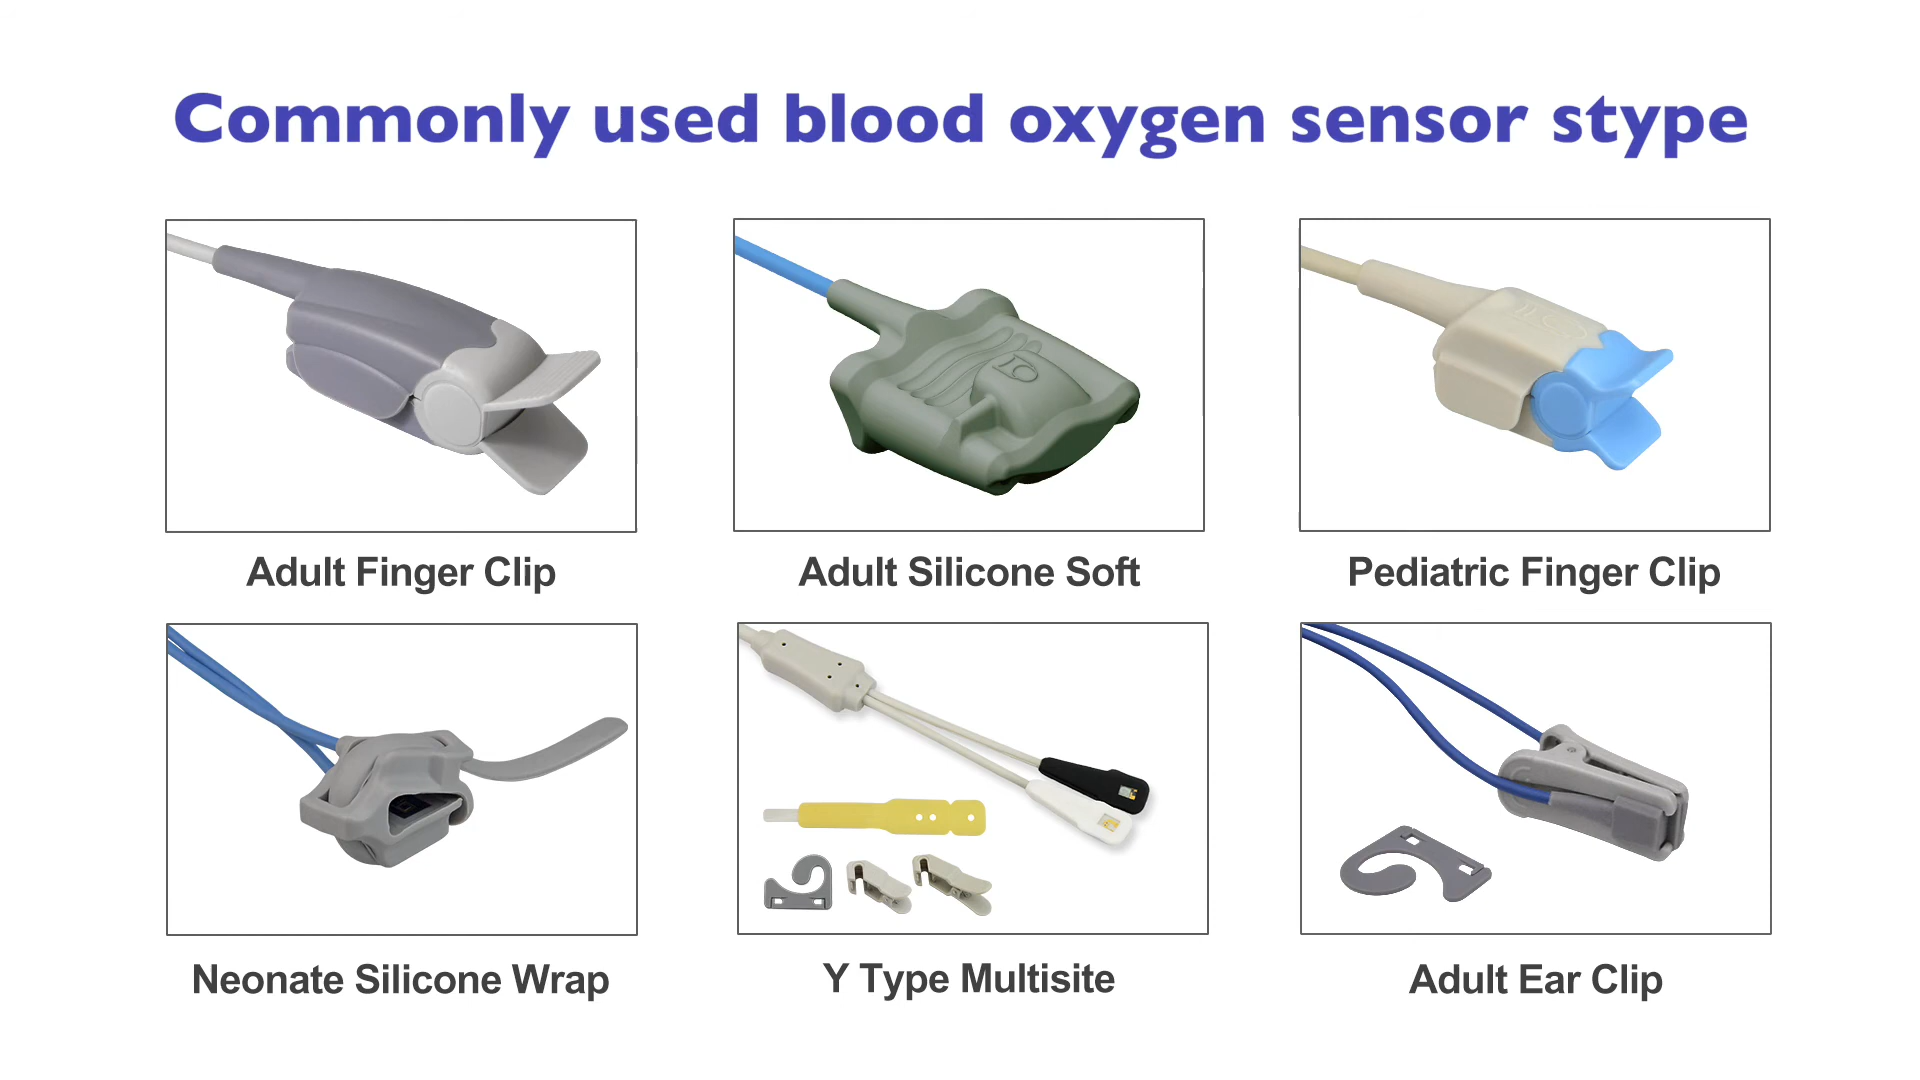 Commonly used blood oxygen sensor stype
Adult Finger Clip
Adult Silicone Soft
Pediatric Finger Clip
Neonate Silicone Wrap
Y Type Multisite
Adult Ear Clip